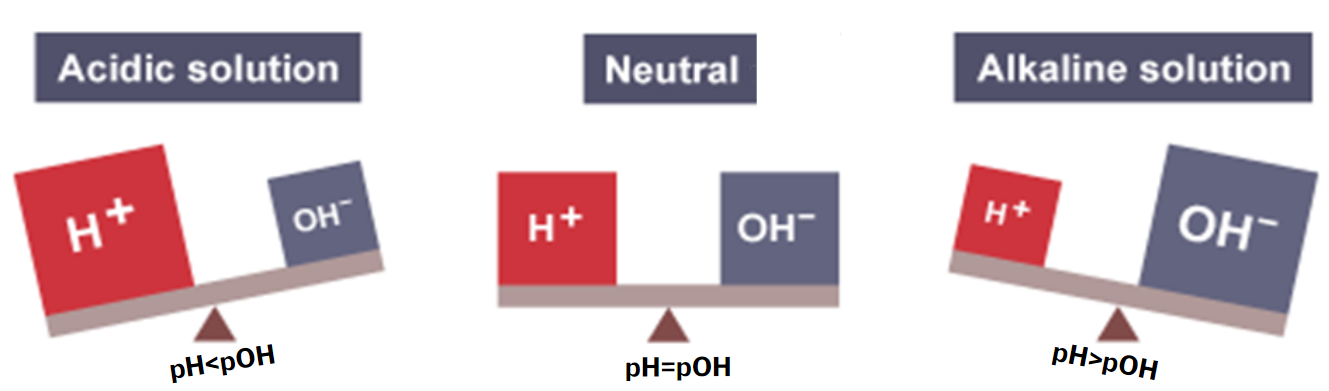 Acidic solution
Neutral
Alkaline solution
H⁺
OH⁻
H⁺
OH⁻
H⁺
OH⁻
pH<pOH
pH=pOH
pH>pOH